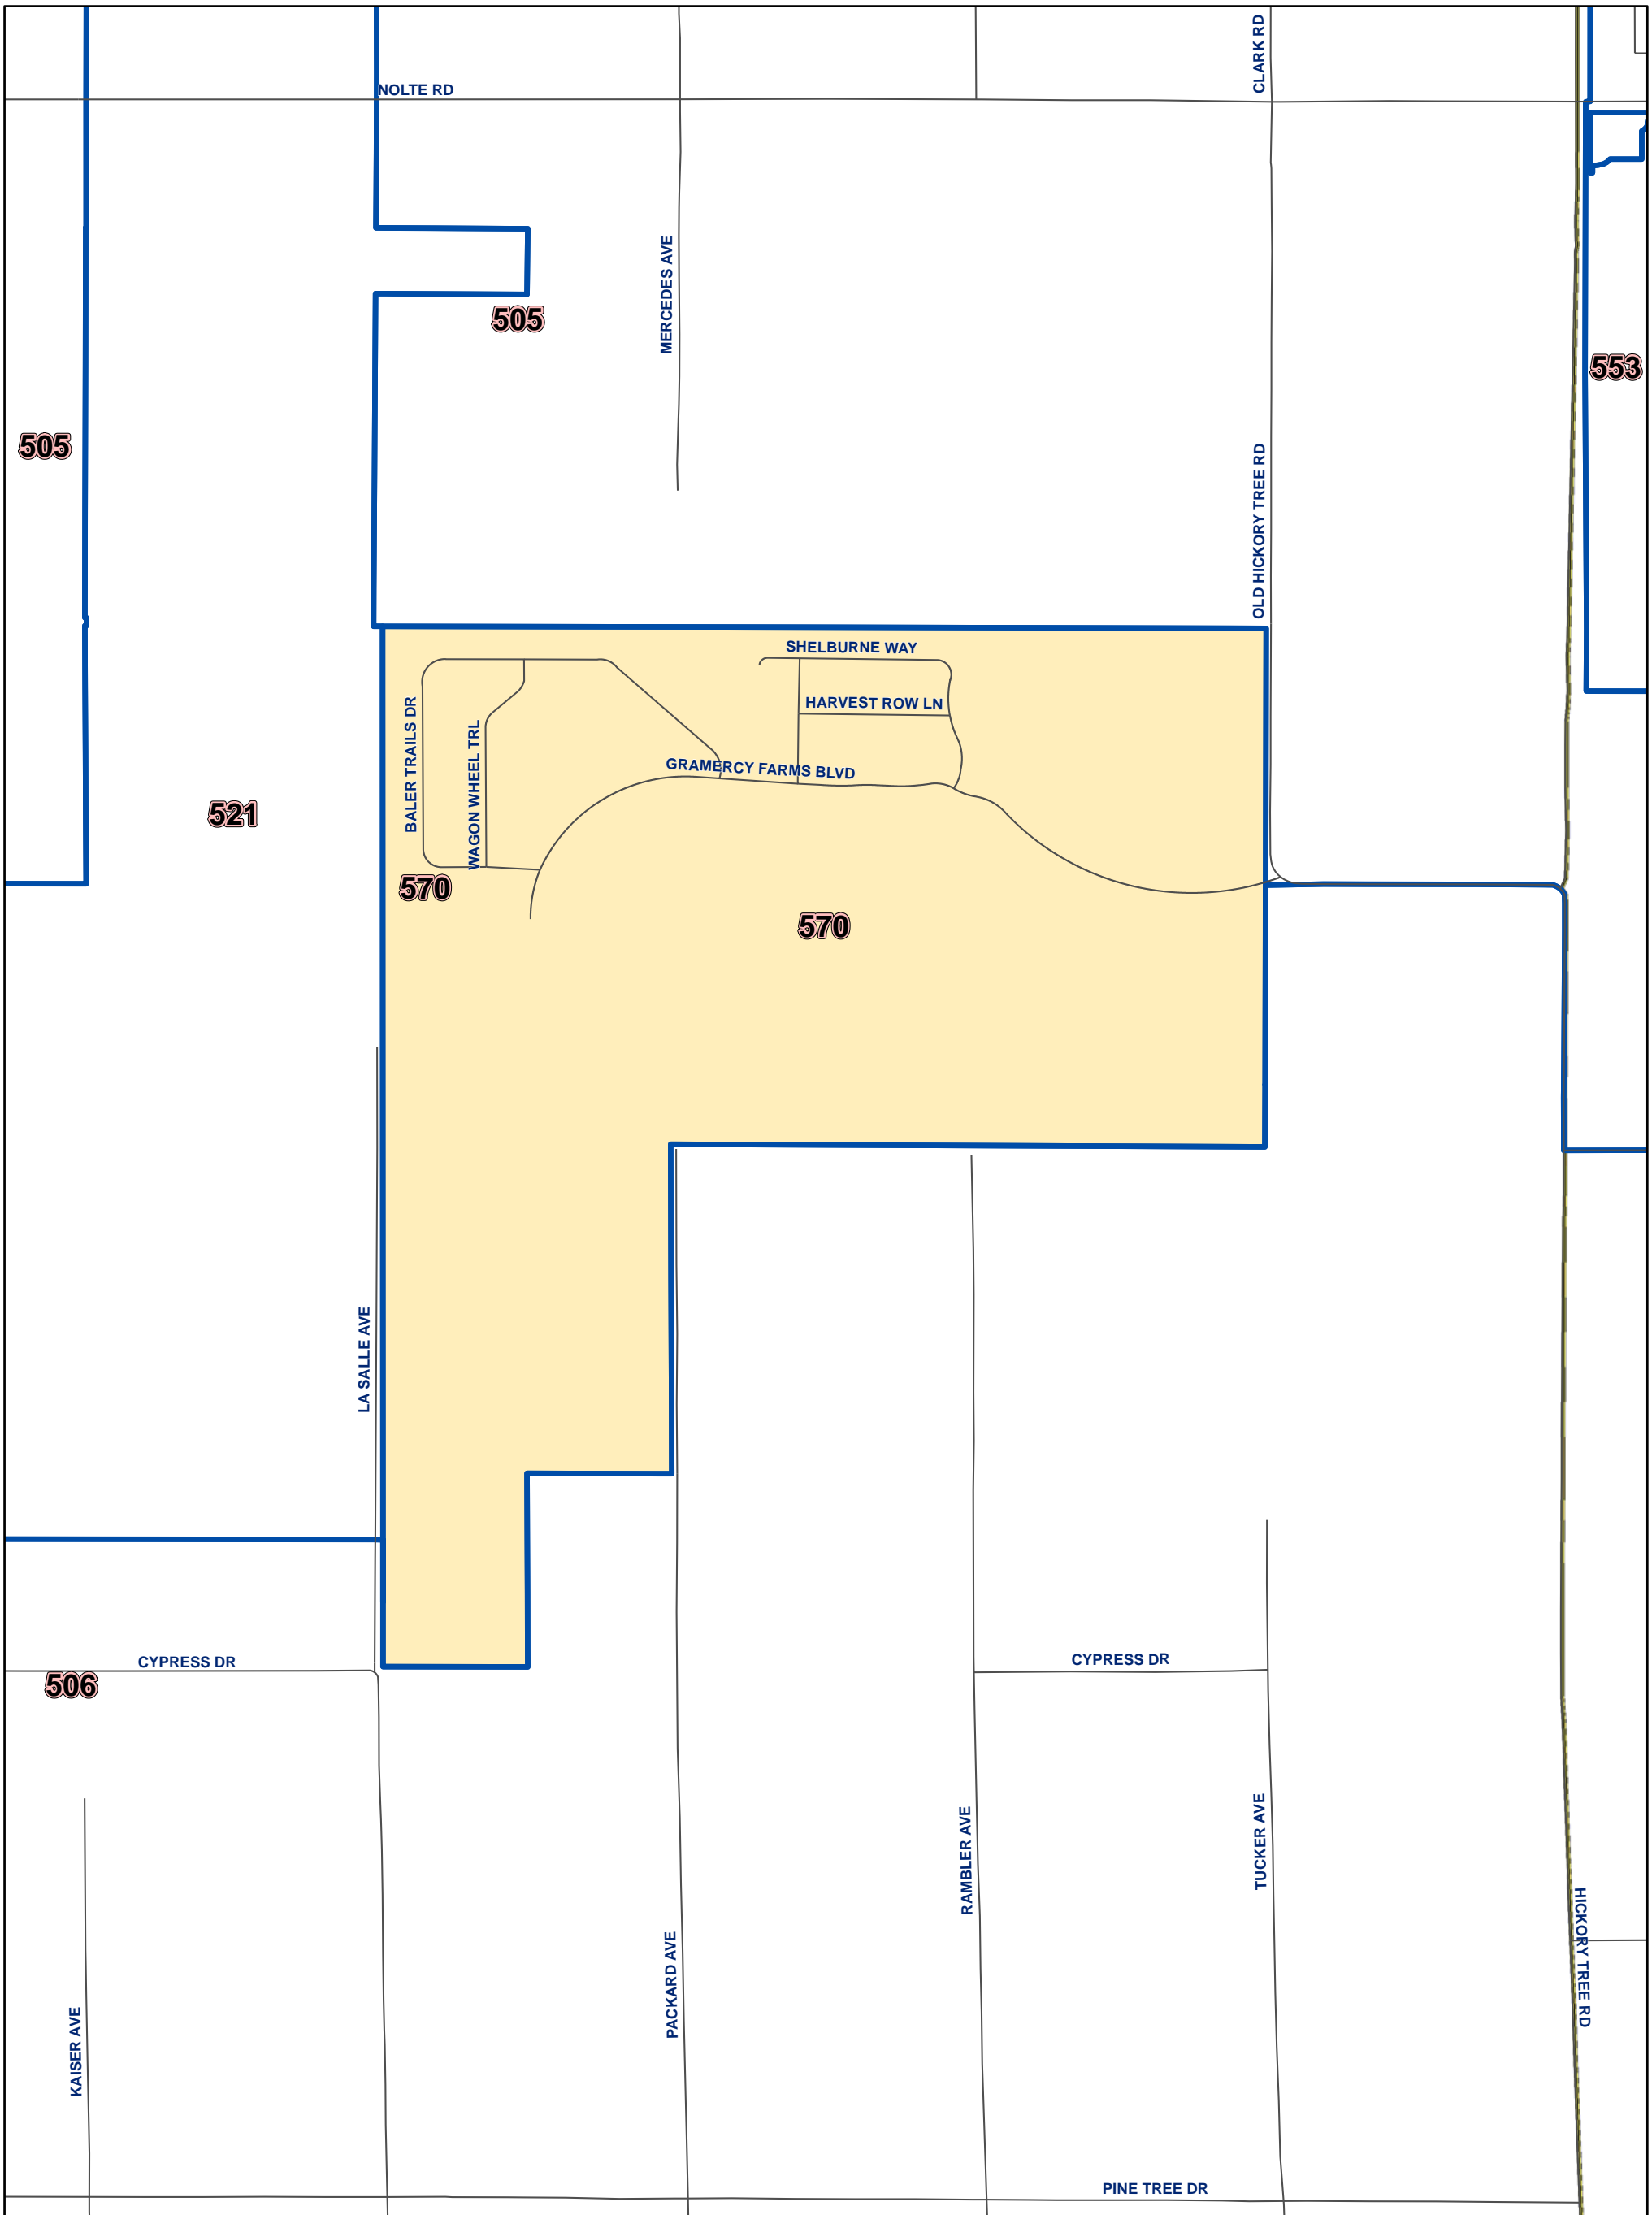 CLARK RD
NOLTE RD
MERCEDES AVE
505
553
505
OLD HICKORY TREE RD
SHELBURNE WAY
HARVEST ROW LN
BALER TRAILS DR
WAGON WHEEL TRL
GRAMERCY FARMS BLVD
521
570
570
LA SALLE AVE
CYPRESS DR
CYPRESS DR
506
RAMBLER AVE
TUCKER AVE
HICKORY TREE RD
PACKARD AVE
KAISER AVE
PINE TREE DR